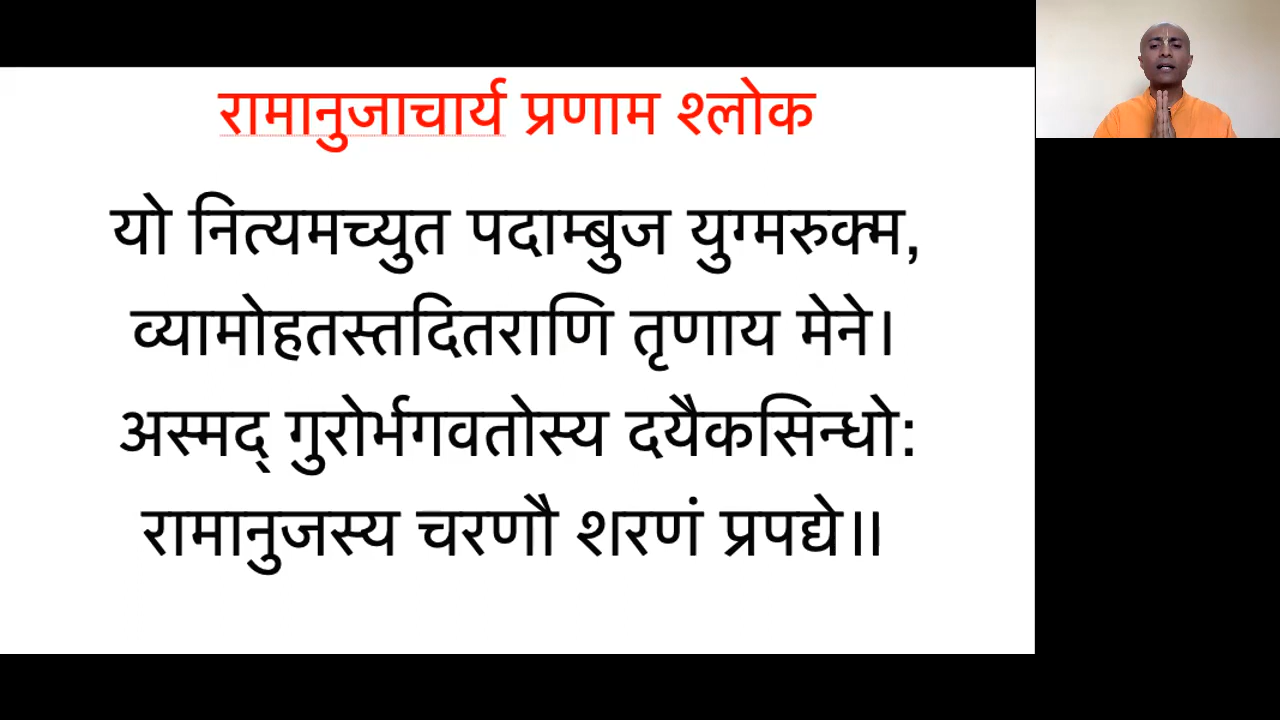 रामानुजाचार्य प्रणाम श्लोक
यो नित्यमच्युत पदाम्बुज युग्मरुक्म,
व्यामोहतस्तदितराणि तृणाय मेने।
अस्मद् गुरोर्भगवतोस्य दयैकसिन्धो:
रामानुजस्य चरणौ शरणं प्रपद्ये॥